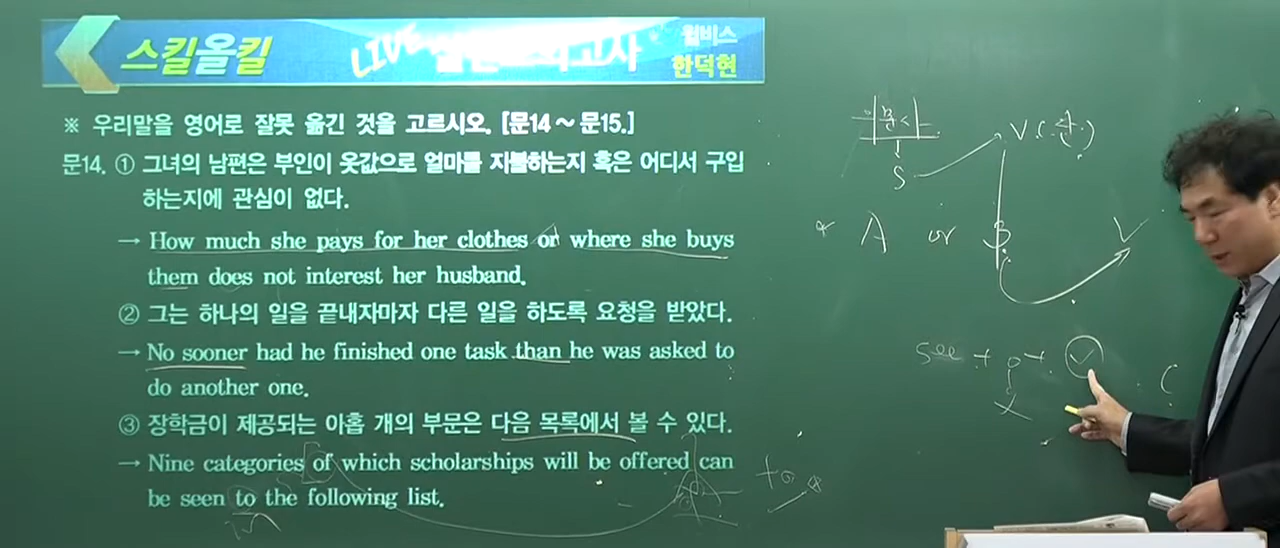 스킬올킬
LIVE
윌비스
한덕현
※ 우리말을 영어로 잘못 옮긴 것을 고르시오. [문14 ~ 문15.]
문14. ① 그녀의 남편은 부인이 옷값으로 얼마를 지불하는지 혹은 어디서 구입
하는지에 관심이 없다.
→ How much she pays for her clothes or where she buys
them does not interest her husband.
② 그는 하나의 일을 끝내자마자 다른 일을 하도록 요청을 받았다.
→ No sooner had he finished one task than he was asked to
do another one.
③ 장학금이 제공되는 아홉 개의 부문은 다음 목록에서 볼 수 있다.
→ Nine categories of which scholarships will be offered can
be seen to the following list.
S
V
A or B
V
see + P + V
to